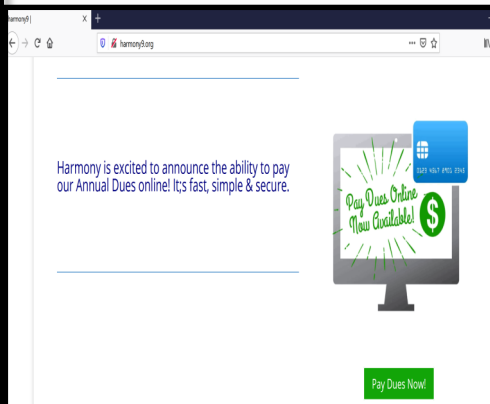 harmony9 |
harmony9.org
Harmony is excited to announce the ability to pay
our Annual Dues online! It;s fast, simple & secure.
Pay Dues Online
Now Available!
$
Pay Dues Now!